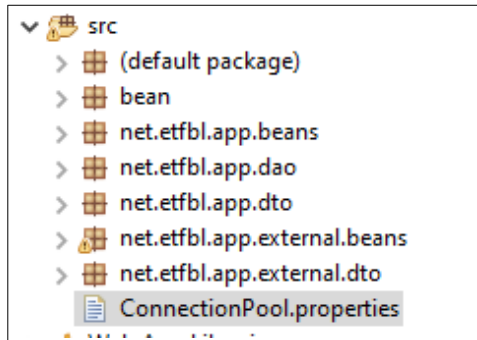 src
(default package)
bean
net.etfbl.app.beans
net.etfbl.app.dao
net.etfbl.app.dto
net.etfbl.app.external.beans
net.etfbl.app.external.dto
ConnectionPool.properties